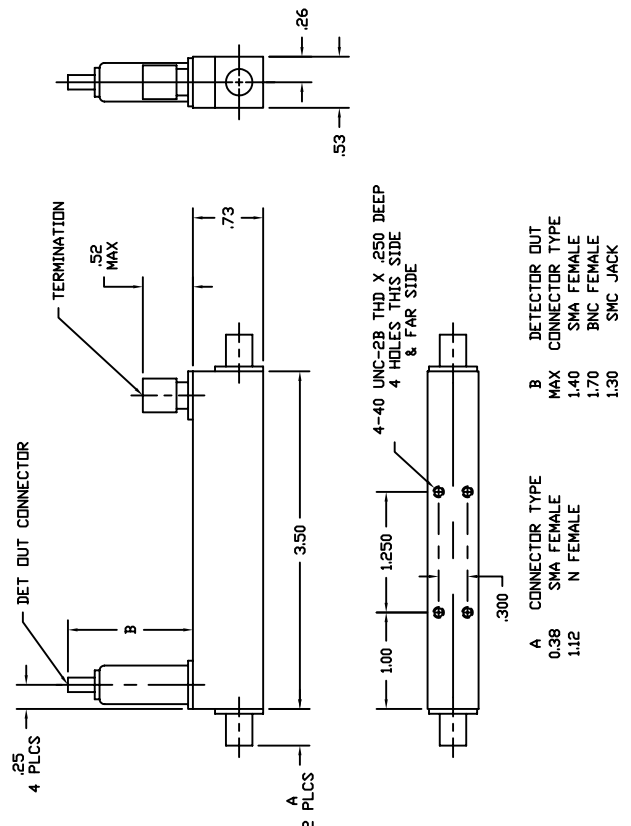 DET OUT CONNECTOR
TERMINATION
.25
4 PLCS
B
.52
MAX
.73
3.50
A
2 PLCS
.26
.53
4-40 UNC-2B THD X .250 DEEP
4 HOLES THIS SIDE
& FAR SIDE
1.00
1.250
.300
A CONNECTOR TYPE
0.38 SMA FEMALE
1.12 N FEMALE
B DETECTOR OUT
MAX CONNECTOR TYPE
1.40 SMA FEMALE
1.70 BNC FEMALE
1.30 SMC JACK